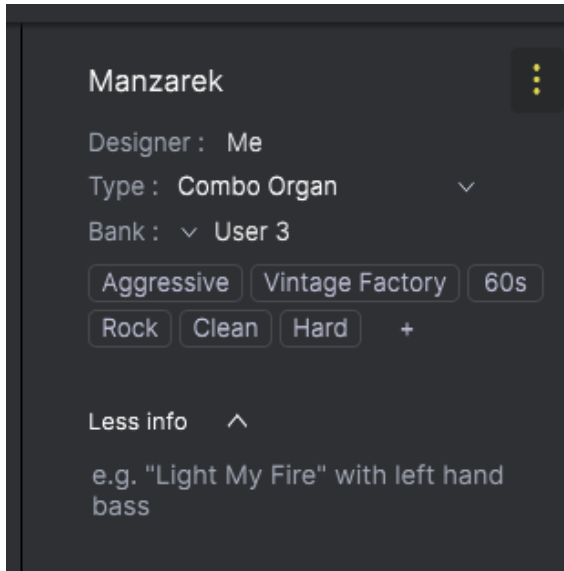 Manzarek
Designer : Me
Type : Combo Organ
Bank : User 3
Aggressive Vintage Factory 60s
Rock Clean Hard +
Less info
e.g. "Light My Fire" with left hand
bass